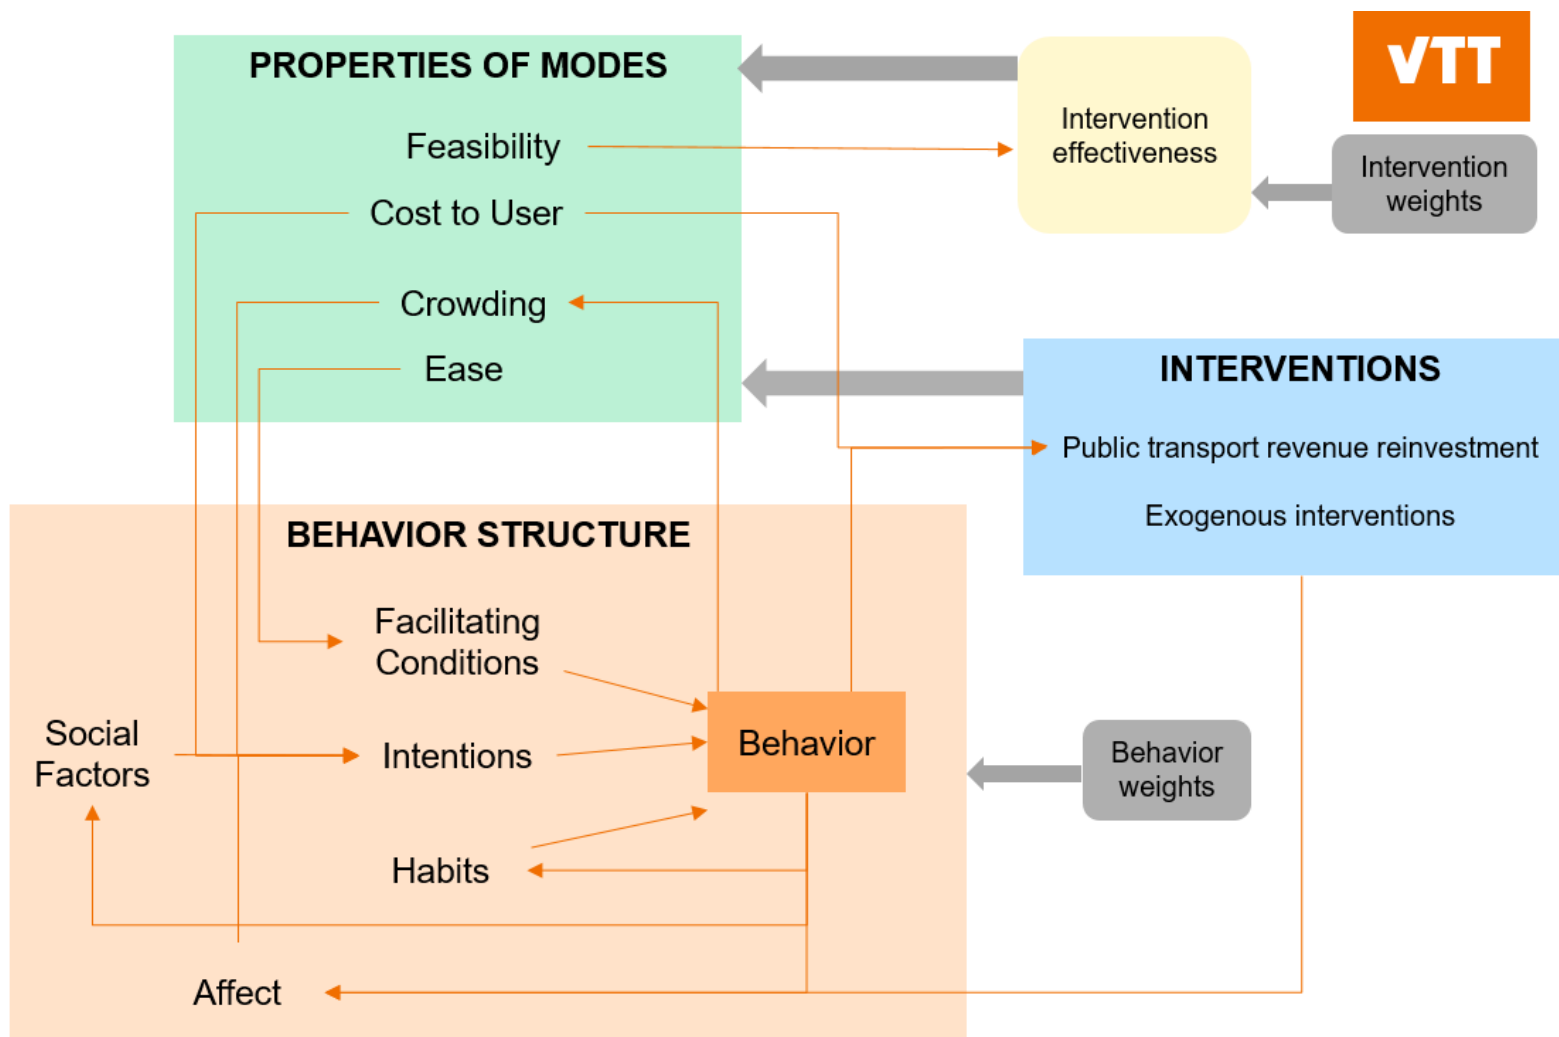 PROPERTIES OF MODES
Feasibility
Cost to User
Crowding
Ease
Intervention
effectiveness
VTT
Intervention
weights
INTERVENTIONS
Public transport revenue reinvestment
Exogenous interventions
BEHAVIOR STRUCTURE
Facilitating
Conditions
Social
Factors
Intentions
Behavior
Habits
Affect
Behavior
weights